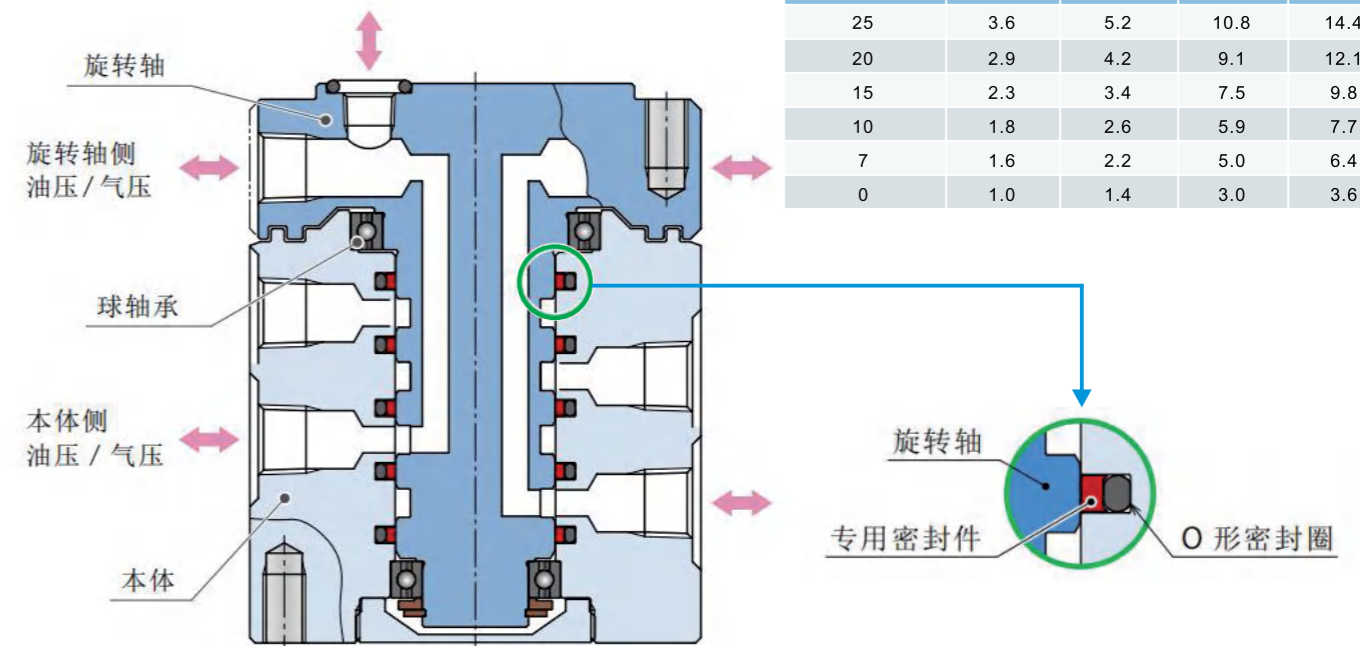 25 3.6 5.2 10.8 14.4
20 2.9 4.2 9.1 12.1
15 2.3 3.4 7.5 9.8
10 1.8 2.6 5.9 7.7
7 1.6 2.2 5.0 6.4
0 1.0 1.4 3.0 3.6
旋转轴
旋转轴侧
油压/气压
球轴承
本体侧
油压 / 气压
本体
旋转轴
专用密封件
O 形密封圈